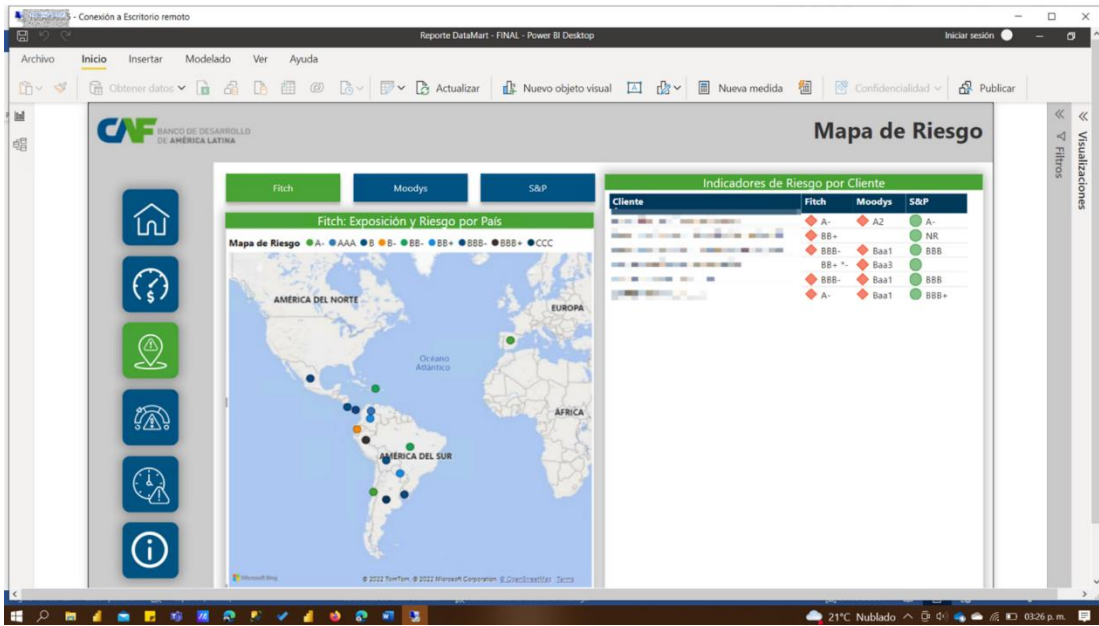 - Conexión a Escritorio remoto
Reporte DataMart - FINAL - Power BI Desktop
Iniciar sesión
Archivo Inicio Insertar Modelado Ver Ayuda
Obtener datos Actualizar Nuevo objeto visual Nueva medida Confidencialidad Publicar
CAF BANCO DE DESARROLLO
DE AMÉRICA LATINA
Mapa de Riesgo
Filtros
Visualizaciones
Fitch Moodys S&P
Fitch: Exposición y Riesgo por País
Mapa de Riesgo A- AAA B B- BB- BB+ BBB- BBB+ CCC
AMÉRICA DEL NORTE
EUROPA
Océano
Atlántico
ÁFRICA
AMÉRICA DEL SUR
Microsoft Bing
© 2022 TomTom, © 2022 Microsoft Corporation, © OpenStreetMap Terms
Indicadores de Riesgo por Cliente
Cliente Fitch Moodys S&P
A- A2 A-
BB+ NR
BBB- Baa1 BBB
BB+ *- Baa3
BBB- Baa1 BBB
A- Baa1 BBB+
21°C Nublado 03:26 p. m.